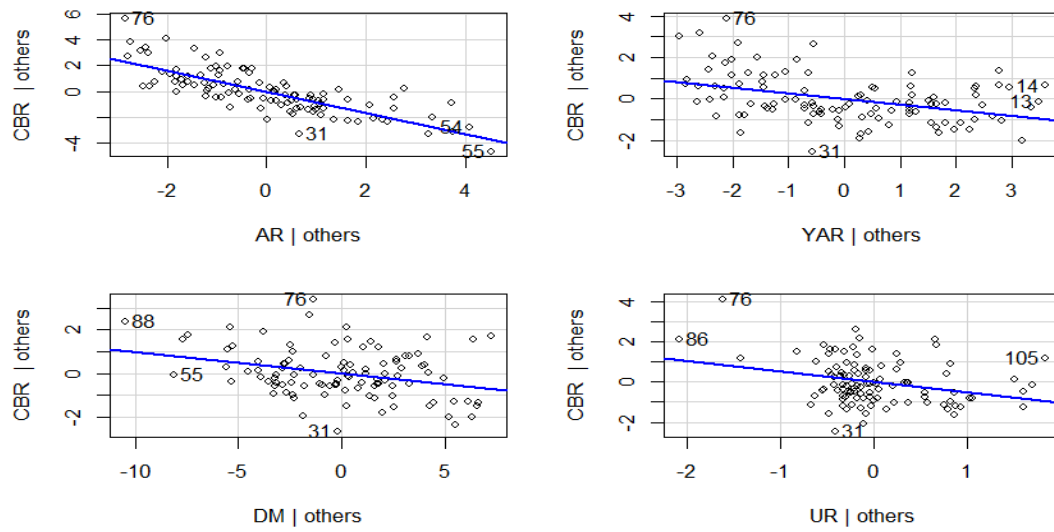 6 4 2 0 -4
CBR | others
76
31
54
55
-2 0 2 4
AR | others
4 2 0 -2
CBR | others
76
31
14
13
-3 -2 -1 0 1 2 3
YAR | others
2 0 -2
CBR | others
88
76
55
31
-10 -5 0 5
DM | others
4 2 0 -2
CBR | others
76
86
105
31
-2 -1 0 1
UR | others